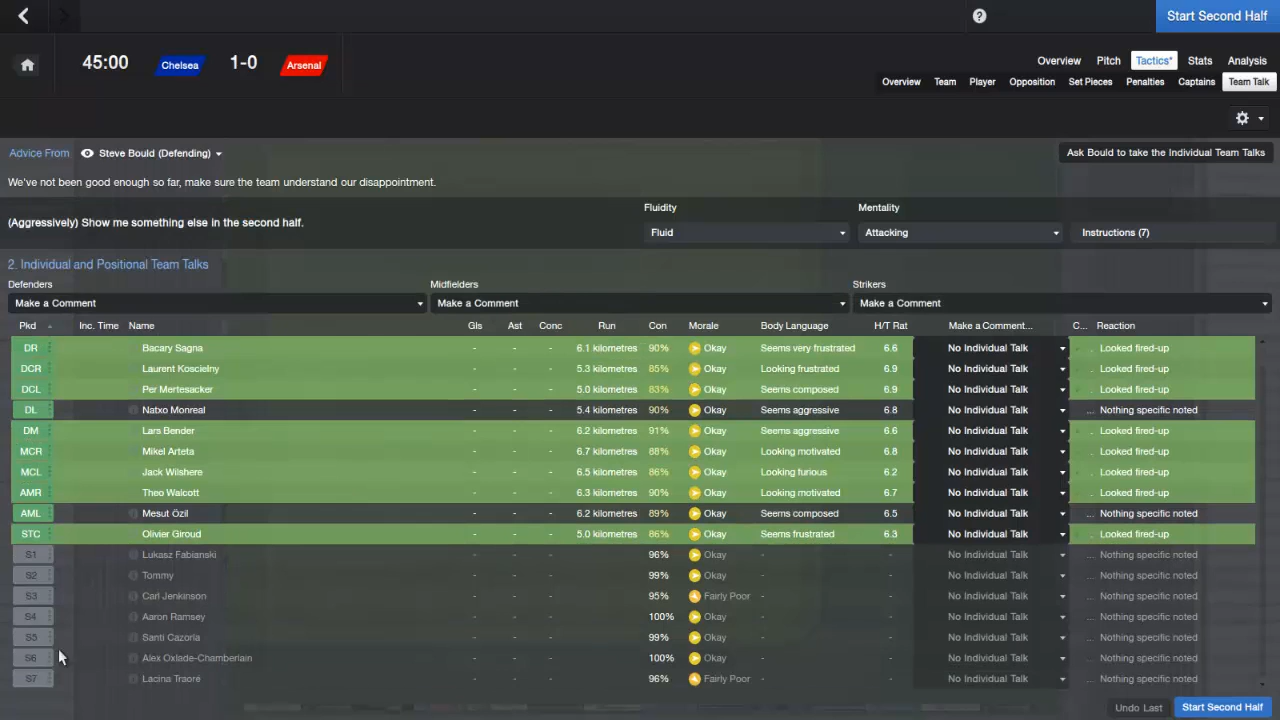 Start Second Half
45:00 Chelsea 1-0 Arsenal
Overview Pitch Tactics* Stats Analysis
Overview Team Player Opposition Set Pieces Penalties Captains Team Talk
Advice From Steve Bould (Defending) Ask Bould to take the Individual Team Talks
We've not been good enough so far, make sure the team understand our disappointment.
Fluidity Mentality
(Aggressively) Show me something else in the second half.
Fluid Attacking Instructions (7)
2. Individual and Positional Team Talks
Defenders Midfielders Strikers
Make a Comment Make a Comment Make a Comment
Pkd Inc. Time Name Gls Ast Conc Run Con Morale Body Language H/T Rat Make a Comment... C... Reaction
DR Bacary Sagna - - - 6.1 kilometres 90% Okay Seems very frustrated 6.6 No Individual Talk Looked fired-up
DCR Laurent Koscielny - - - 5.3 kilometres 85% Okay Looking frustrated 6.9 No Individual Talk Looked fired-up
DCL Per Mertesacker - - - 5.0 kilometres 83% Okay Seems composed 6.9 No Individual Talk Looked fired-up
DL Natxo Monreal - - - 5.4 kilometres 90% Okay Seems aggressive 6.8 No Individual Talk ... Nothing specific noted
DM Lars Bender - - - 6.2 kilometres 91% Okay Seems aggressive 6.6 No Individual Talk Looked fired-up
MCR Mikel Arteta - - - 6.7 kilometres 88% Okay Looking motivated 6.8 No Individual Talk Looked fired-up
MCL Jack Wilshere - - - 6.5 kilometres 86% Okay Looking furious 6.2 No Individual Talk Looked fired-up
AMR Theo Walcott - - - 6.3 kilometres 90% Okay Looking motivated 6.7 No Individual Talk Looked fired-up
AML Mesut Özil - - - 6.2 kilometres 89% Okay Seems composed 6.5 No Individual Talk ... Nothing specific noted
STC Olivier Giroud - - - 5.0 kilometres 86% Okay Seems frustrated 6.3 No Individual Talk Looked fired-up
S1 Lukasz Fabianski - - - 96% Okay - - No Individual Talk ... Nothing specific noted
S2 Tommy - - - 99% Okay - - No Individual Talk ... Nothing specific noted
S3 Carl Jenkinson - - - 95% Fairly Poor - - No Individual Talk ... Nothing specific noted
S4 Aaron Ramsey - - - 100% Okay - - No Individual Talk ... Nothing specific noted
S5 Santi Cazorla - - - 99% Okay - - No Individual Talk ... Nothing specific noted
S6 Alex Oxlade-Chamberlain - - - 100% Okay - - No Individual Talk ... Nothing specific noted
S7 Lacina Traoré - - - 96% Fairly Poor - - No Individual Talk ... Nothing specific noted
Undo Last Start Second Half